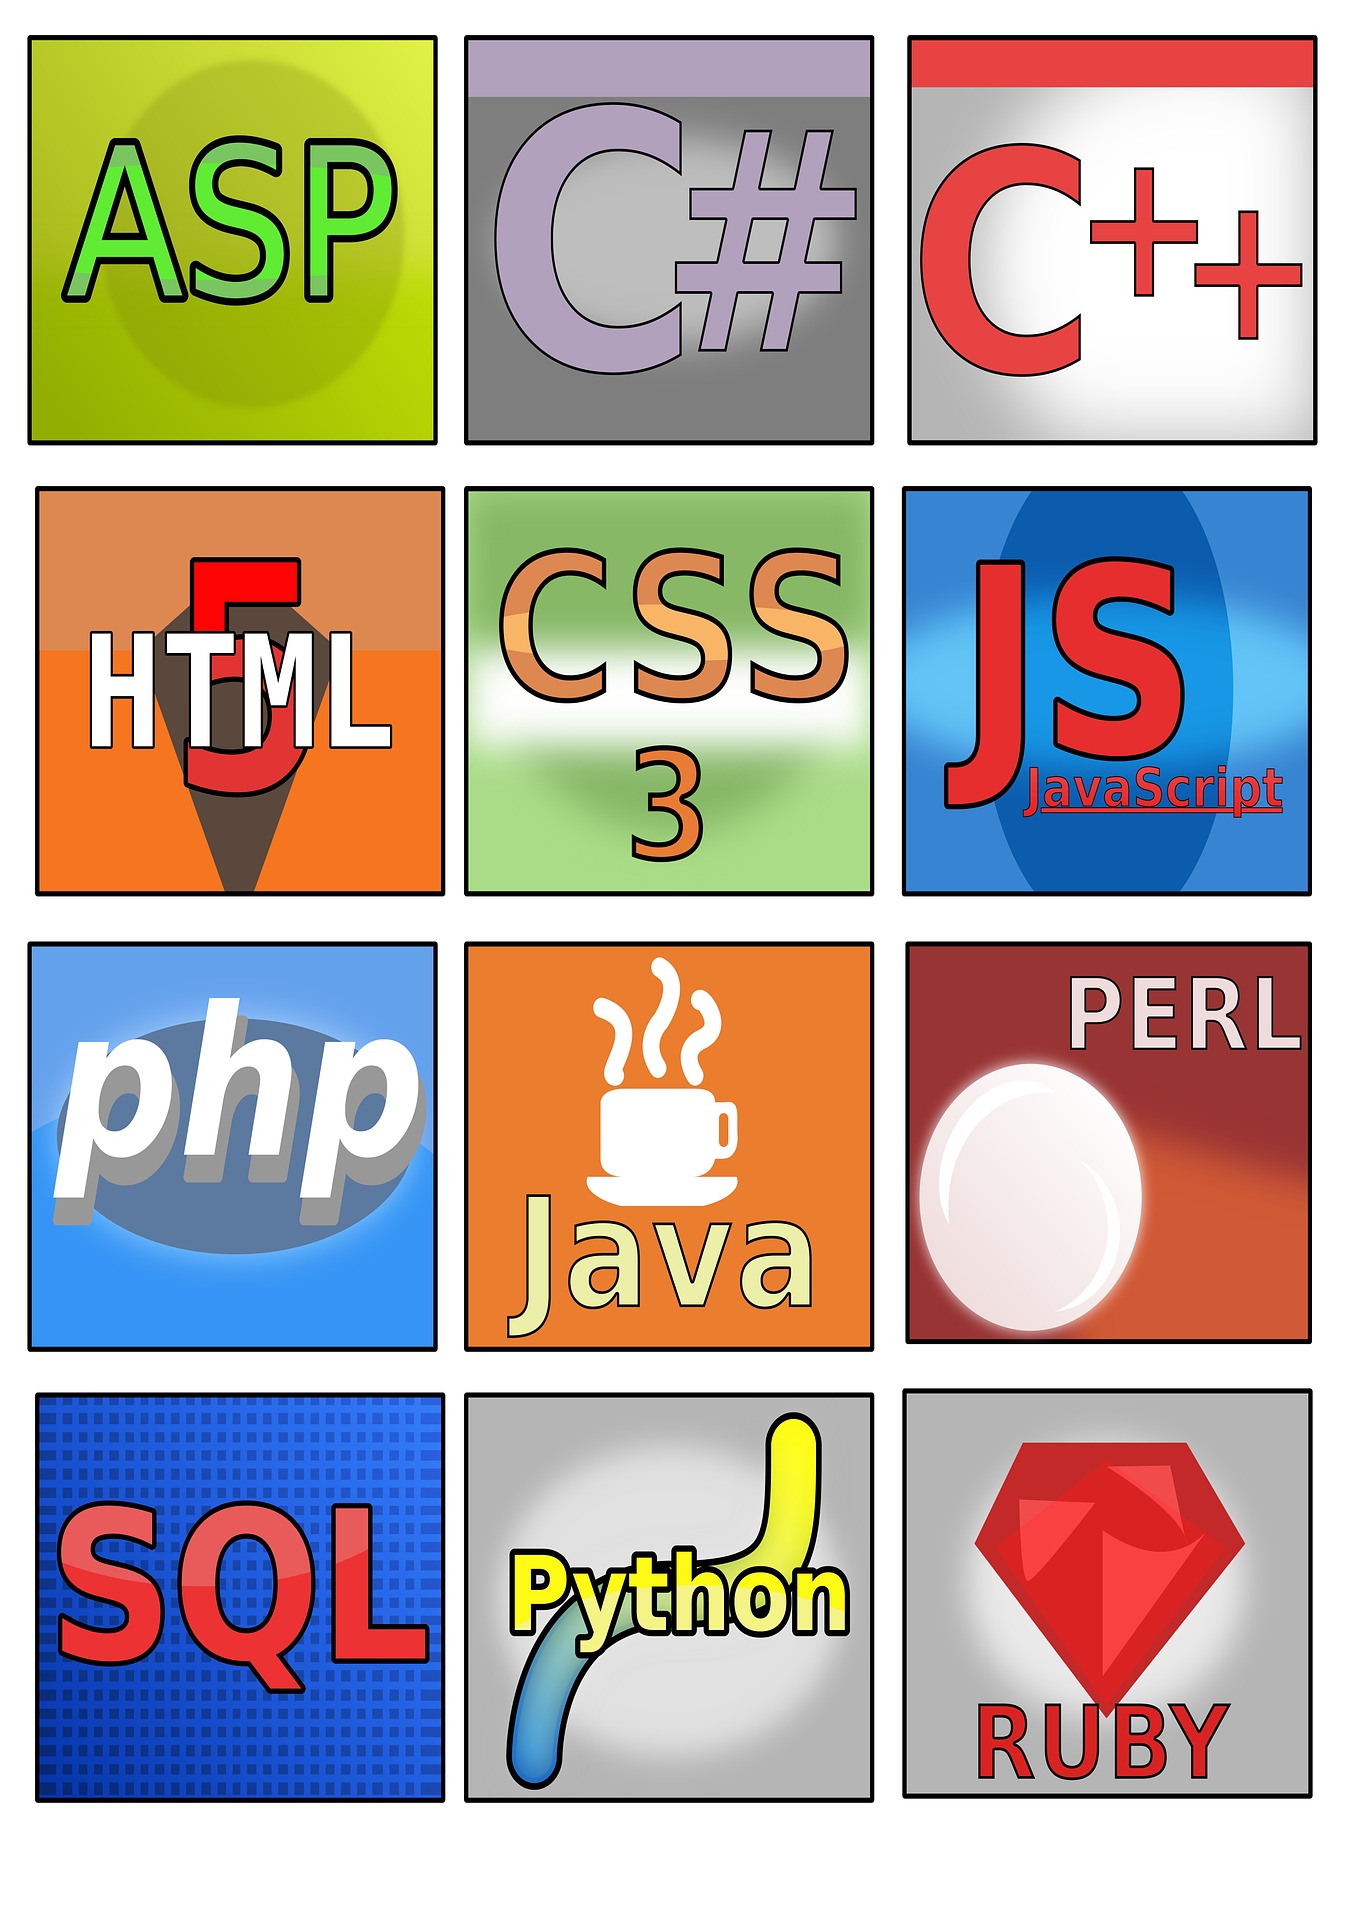 ASP
C#
C++
HTML
5
CSS
3
JS
JavaScript
php
Java
PERL
SQL
Python
RUBY